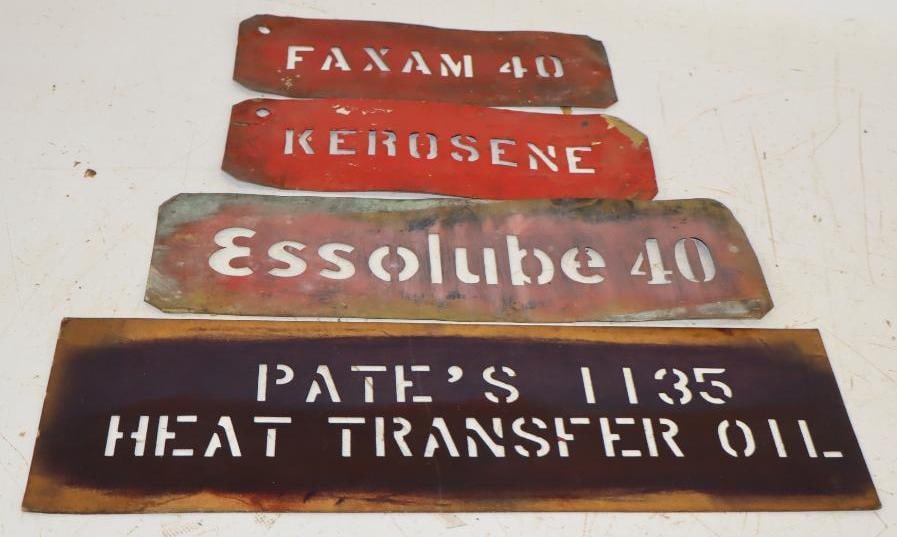 FAXAM 40
KEROSENE
Essolube 40
PATE'S 1135
HEAT TRANSFER OIL